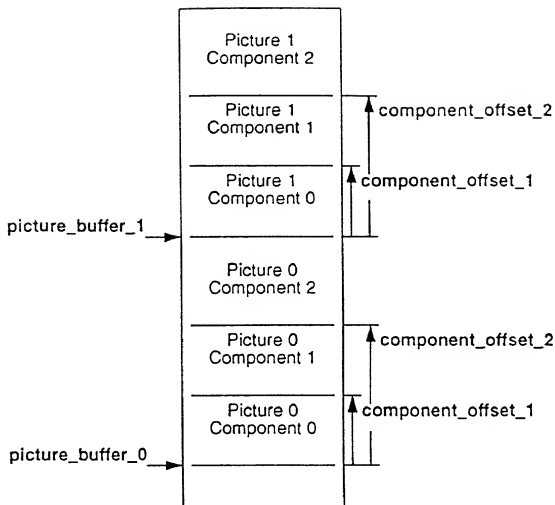 Picture 1
Component 2
component_offset_2
Picture 1
Component 1
component_offset_1
Picture 1
Component 0
picture_buffer_1
Picture 0
Component 2
component_offset_2
Picture 0
Component 1
component_offset_1
Picture 0
Component 0
picture_buffer_0